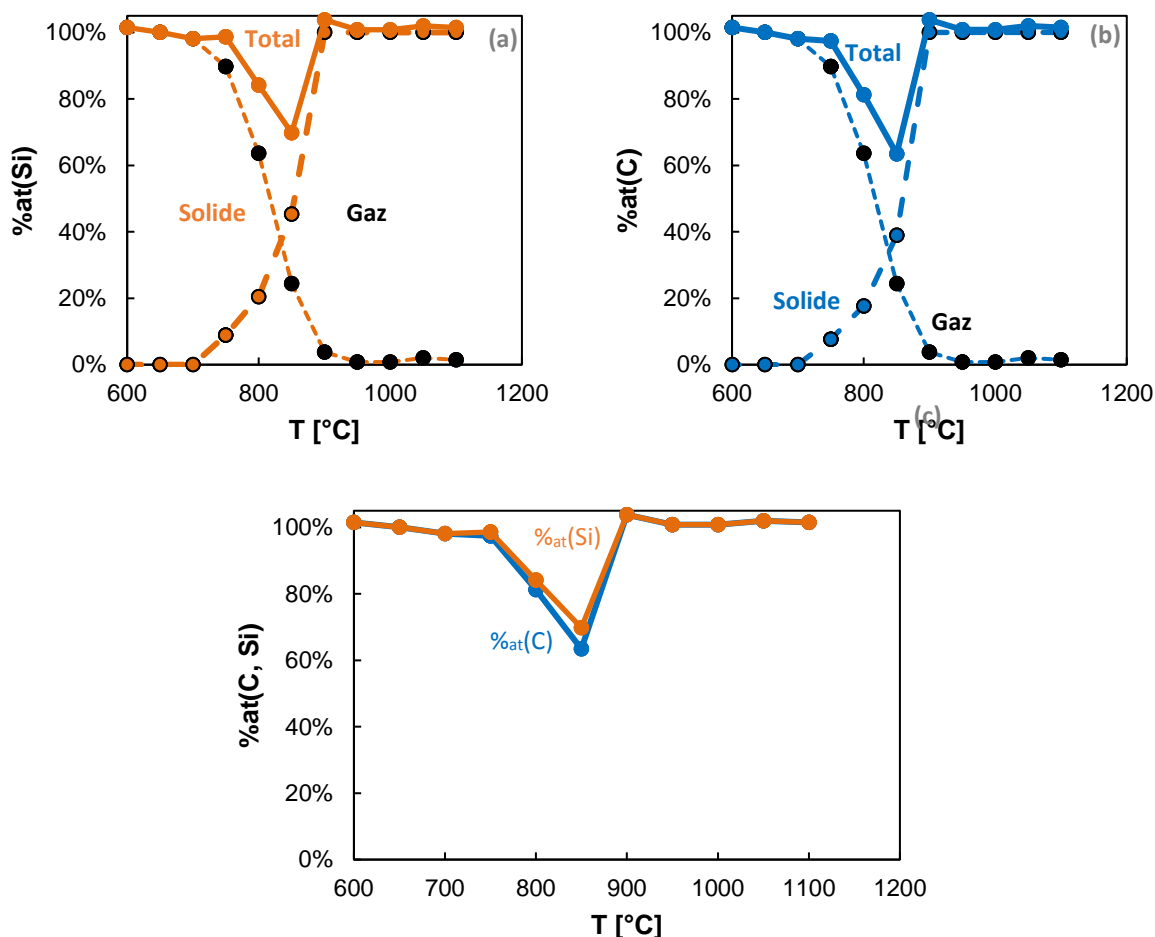 100%
80%
60%
40%
20%
0%
%at(Si)
Total
(a)
Solide
Gaz
600 800 1000 1200
T [°C]
100%
80%
60%
40%
20%
0%
%at(C)
Total
(b)
Solide
Gaz
600 800 1000 1200
(c)
T [°C]
100%
80%
60%
40%
20%
0%
%at(C, Si)
%at(Si)
%at(C)
600 700 800 900 1000 1100 1200
T [°C]